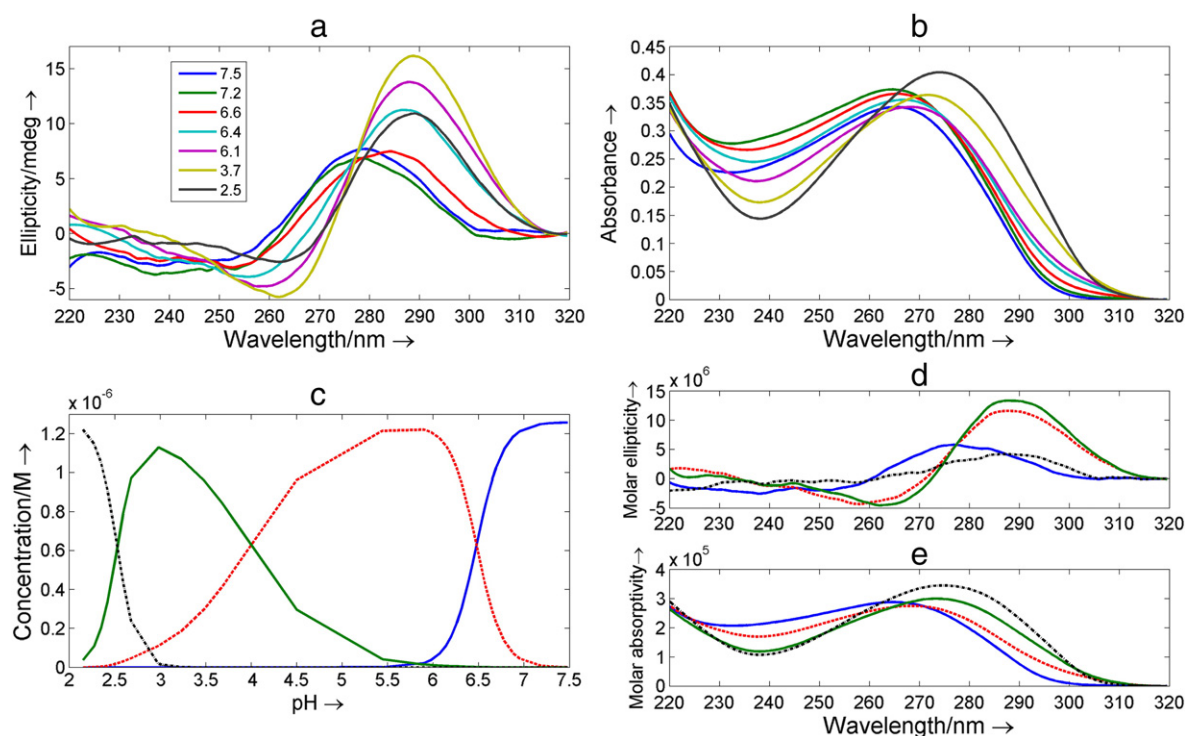 a
Ellipticity/mdeg →
15
10
5
0
−5
7.5
7.2
6.6
6.4
6.1
3.7
2.5
220 230 240 250 260 270 280 290 300 310 320
Wavelength/nm →
b
Absorbance →
0.45
0.4
0.35
0.3
0.25
0.2
0.15
0.1
0.05
0
220 230 240 250 260 270 280 290 300 310 320
Wavelength/nm →
c
x 10⁻⁶
Concentration/M →
1.2
1
0.8
0.6
0.4
0.2
0
2 2.5 3 3.5 4 4.5 5 5.5 6 6.5 7 7.5
pH →
d
x 10⁶
Molar ellipticity→
15
10
5
0
−5
220 230 240 250 260 270 280 290 300 310 320
e
x 10⁵
Molar absorptivity→
4
3
2
1
0
220 230 240 250 260 270 280 290 300 310 320
Wavelength/nm →